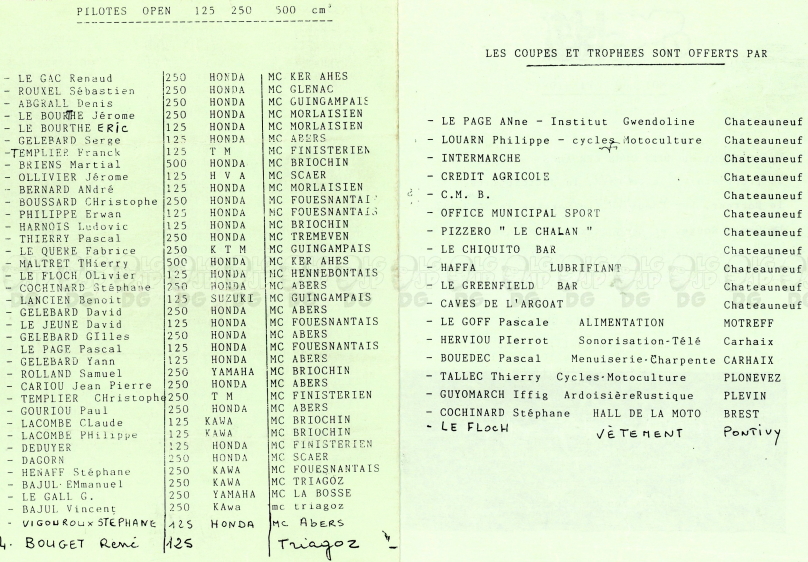 PILOTES OPEN 125 250 500 cm³
- LE GAC Renaud 250 HONDA MC KER AHES
- ROUXEL Sébastien 250 HONDA MC GLENAC
- ABGRALL Denis 250 HONDA MC GUINGAMPAIS
- LE BOURTHE Jérome 250 HONDA MC MORLAISIEN
- LE BOURTHE ERIC 125 HONDA MC MORLAISIEN
- GELEBARD Serge 125 HONDA MC ABERS
-TEMPLIER Franck 125 T M MC FINISTERIEN
- BRIENS Martial 500 HONDA MC BRIOCHIN
- OLLIVIER Jérome 125 H V A MC SCAER
- BERNARD ANdré 125 HONDA MC MORLAISIEN
- BOUSSARD CHristophe 250 HONDA MC FOUESNANTAIS
- PHILIPPE Erwan 125 HONDA MC FOUESNANTAIS
- HARNOIS Ludovic 125 HONDA MC BRIOCHIN
- THIERRY Pascal 250 HONDA MC TREMEVEN
- LE QUERE Fabrice 250 K T M MC GUINGAMPAIS
- MALTRET THierry 500 HONDA MC KER AHES
- LE FLOCH OLivier 125 HONDA MC HENNEBONTAIS
- COCHINARD Stéphane 250 HONDA MC ABERS
- LANCIEN Benoit 125 SUZUKI MC GUINGAMPAIS
- GELEBARD David 250 HONDA MC ABERS
- LE JEUNE David 125 HONDA MC FOUESNANTAIS
- GELEBARD GIlles 250 HONDA MC ABERS
- LE PAGE Pascal 125 HONDA MC FOUESNANTAIS
- GELEBARD Yann 125 HONDA MC ABERS
- ROLLAND Samuel 250 YAMAHA MC BRIOCHIN
- CARIOU Jean Pierre 250 HONDA MC ABERS
- TEMPLIER CHristophe 250 T M MC FINISTERIEN
- GOURIOU Paul 250 HONDA MC ABERS
- LACOMBE CLaude 125 KAWA MC BRIOCHIN
- LACOMBE PHilippe 125 KAWA MC BRIOCHIN
- DEDUYER 125 HONDA MC FINISTERIEN
- DAGORN 250 HONDA MC SCAER
- HENAFF Stéphane 250 KAWA MC FOUESNANTAIS
- BAJUL EMmanuel 250 KAWA MC TRIAGOZ
- LE GALL G. 250 YAMAHA MC LA BOSSE
- BAJUL Vincent 250 KAwa mc triagoz
- VIGOUROUX STEPHANE 125 HONDA Mc ABERS
BOUGET René 125 TriagoZ
LES COUPES ET TROPHEES SONT OFFERTS PAR
- LE PAGE ANne - Institut Gwendoline Chateauneuf
- LOUARN Philippe - cycles Motoculture Chateauneuf
- INTERMARCHE Chateauneuf
- CREDIT AGRICOLE Chateauneuf
- C.M. B. Chateauneuf
- OFFICE MUNICIPAL SPORT Chateauneuf
- PIZZERO " LE CHALAN " Chateauneuf
- LE CHIQUITO BAR Chateauneuf
- HAFFA LUBRIFIANT Chateauneuf
- LE GREENFIELD BAR Chateauneuf
- CAVES DE L'ARGOAT Chateauneuf
- LE GOFF Pascale ALIMENTATION MOTREFF
- HERVIOU PIerrot Sonorisation-Télé Carhaix
- BOUEDEC Pascal Menuiserie-Charpente CARHAIX
- TALLEC Thierry Cycles-Motoculture PLONEVEZ
- GUYOMARCH Iffig ArdoisièreRustique PLEVIN
- COCHINARD Stéphane HALL DE LA MOTO BREST
- LE FLOCH VÈTEMENT PONTIVY